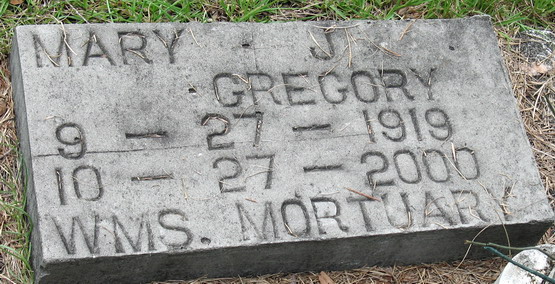 MARY J.
GREGORY
9 - 27 - 1919
10 - 27 - 2000
WMS. MORTUARY